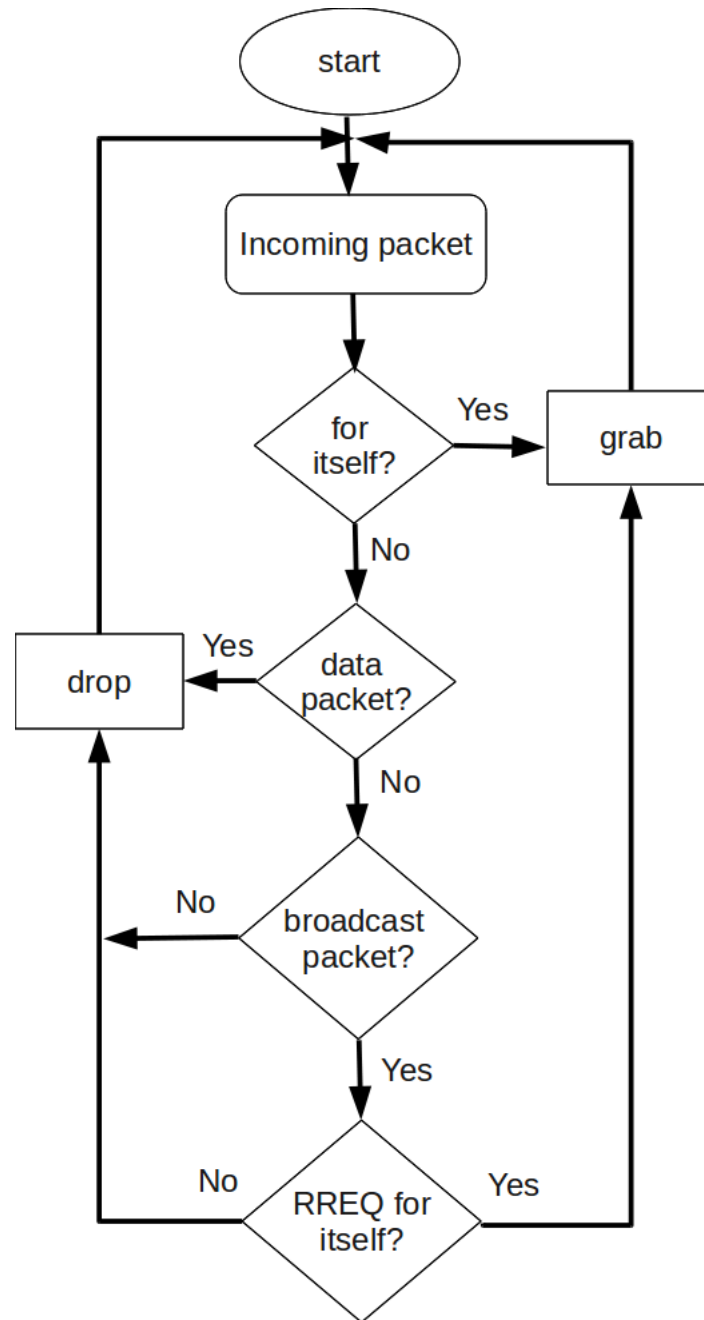 start
Incoming packet
for
itself?
Yes
grab
No
drop
Yes
data
packet?
No
No
broadcast
packet?
Yes
No
RREQ for
itself?
Yes